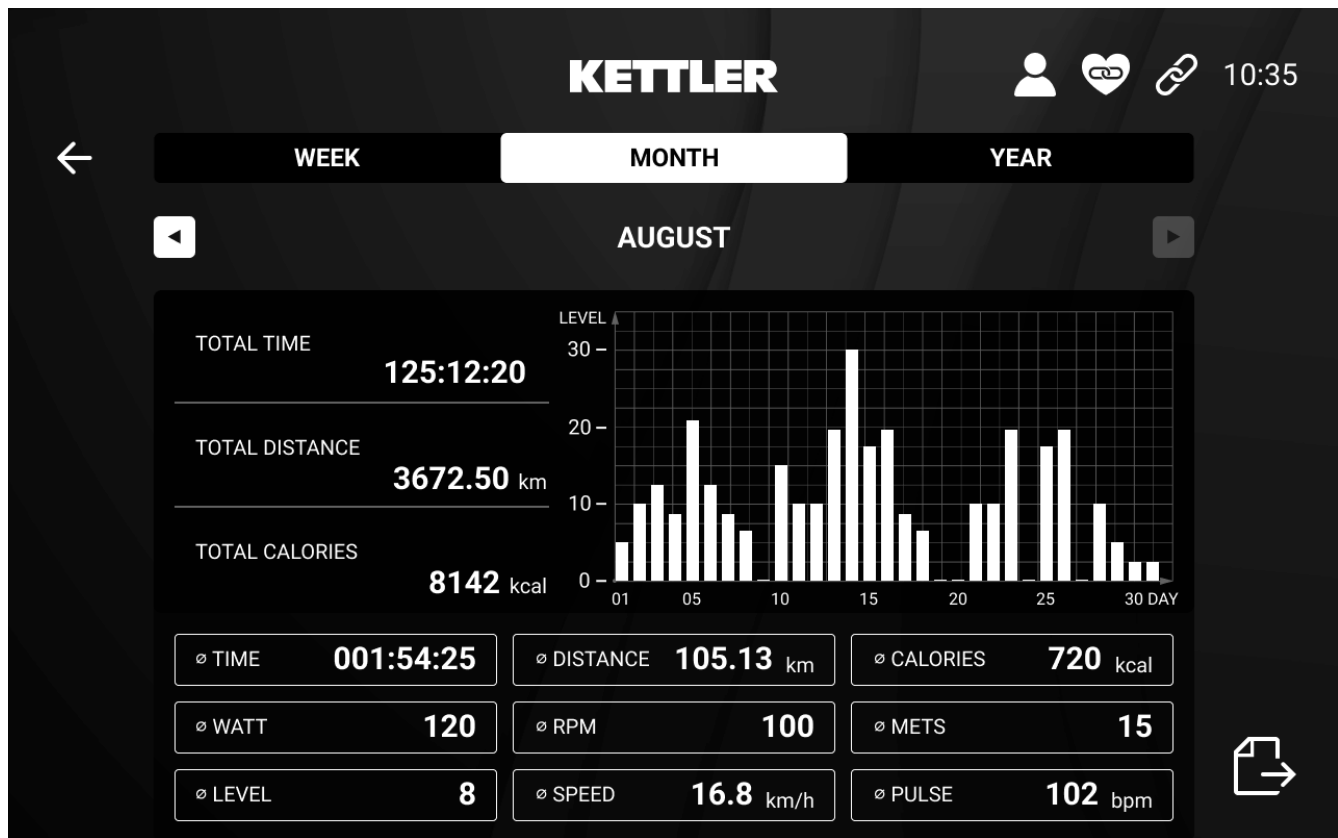 KETTLER
10:35
WEEK MONTH YEAR
AUGUST
TOTAL TIME
125:12:20
TOTAL DISTANCE
3672.50 km
TOTAL CALORIES
8142 kcal
LEVEL
30
20
10
0
01 05 10 15 20 25 30 DAY
⌀ TIME 001:54:25
⌀ DISTANCE 105.13 km
⌀ CALORIES 720 kcal
⌀ WATT 120
⌀ RPM 100
⌀ METS 15
⌀ LEVEL 8
⌀ SPEED 16.8 km/h
⌀ PULSE 102 bpm